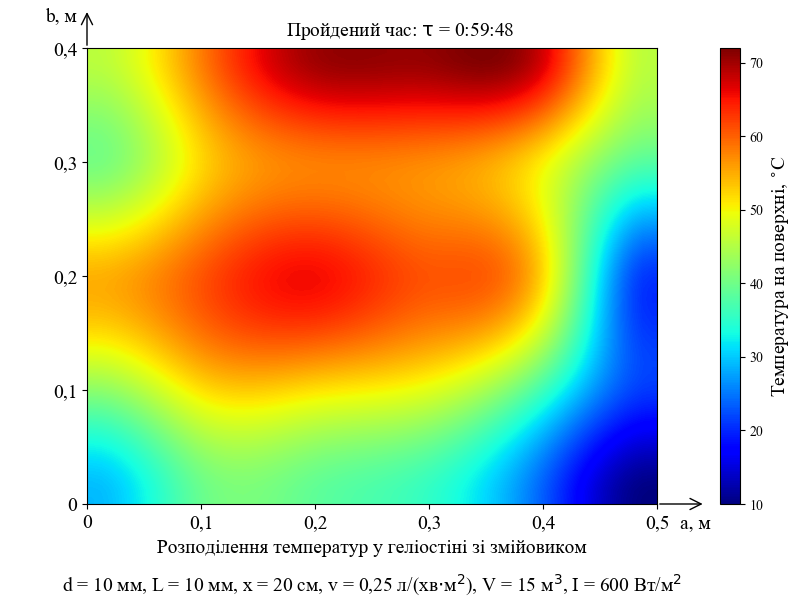 b, м
Пройдений час: τ = 0:59:48
0,4
0,3
0,2
0,1
0
0 0,1 0,2 0,3 0,4 0,5 a, м
70
60
50
40
30
20
10
Температура на поверхні, °C
Розподілення температур у геліостіні зі змійовиком
d = 10 мм, L = 10 мм, x = 20 см, v = 0,25 л/(хв·м²), V = 15 м³, I = 600 Вт/м²